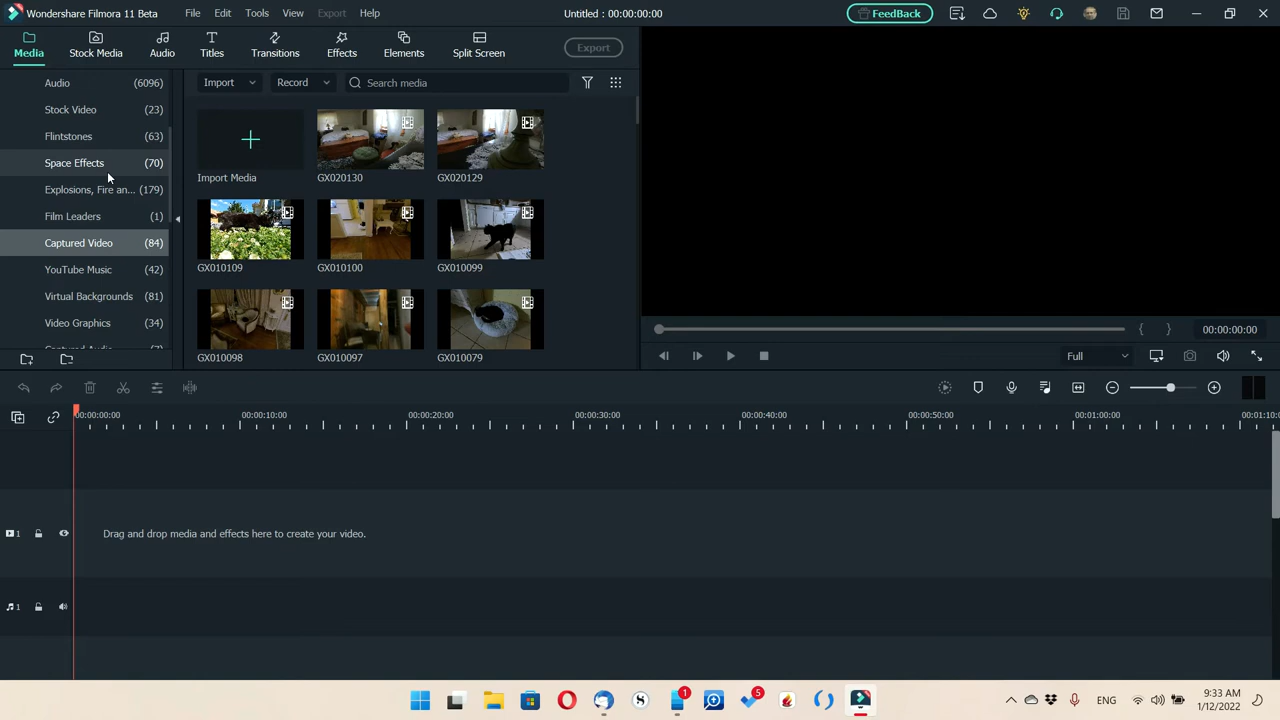 Wondershare Filmora 11 Beta File Edit Tools View Export Help Untitled : 00:00:00:00 FeedBack
Media Stock Media Audio Titles Transitions Effects Elements Split Screen Export
Import Record Search media
Audio (6096)
Stock Video (23)
Flintstones (63)
Space Effects (70)
Explosions, Fire an... (179)
Film Leaders (1)
Captured Video (84)
YouTube Music (42)
Virtual Backgrounds (81)
Video Graphics (34)
Import Media GX020130 GX020129
GX010109 GX010100 GX010099
GX010098 GX010097 GX010079
00:00:00:00
Full
00:00:00:00 00:00:10:00 00:00:20:00 00:00:30:00 00:00:40:00 00:00:50:00 00:01:00:00 00:01:10:0
1 Drag and drop media and effects here to create your video.
1
1 5 ENG 9:33 AM
1/12/2022